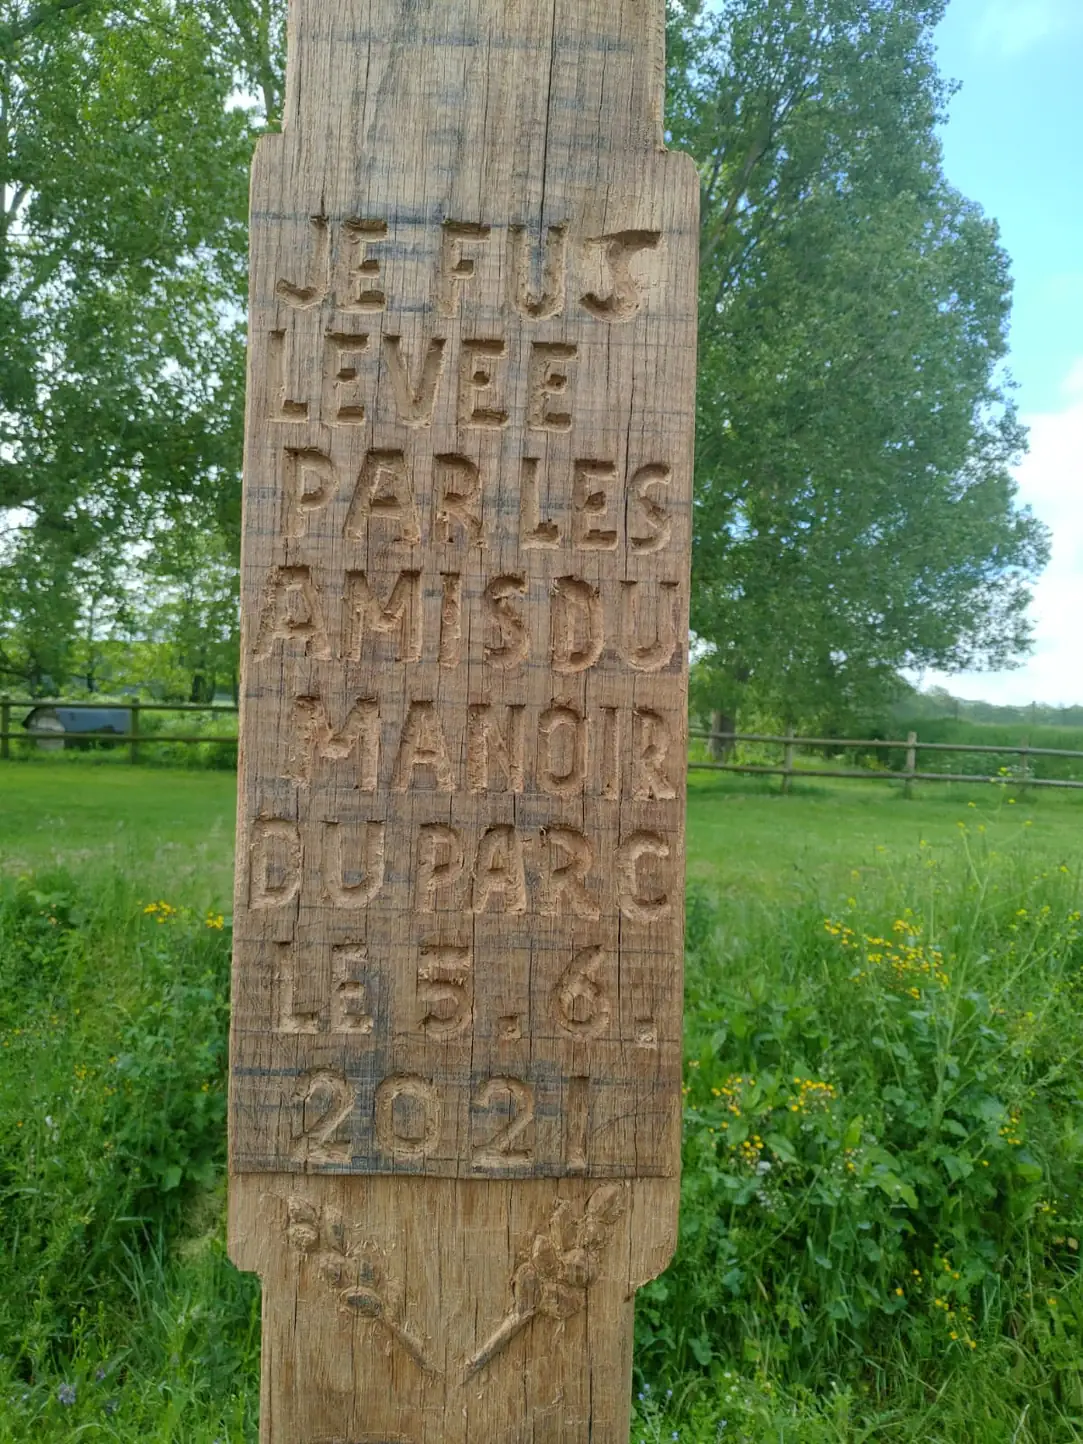 JE FUS
LEVEE
PAR LES
AMIS DU
MANOIR
DU PARC
LE 5.6.
2021